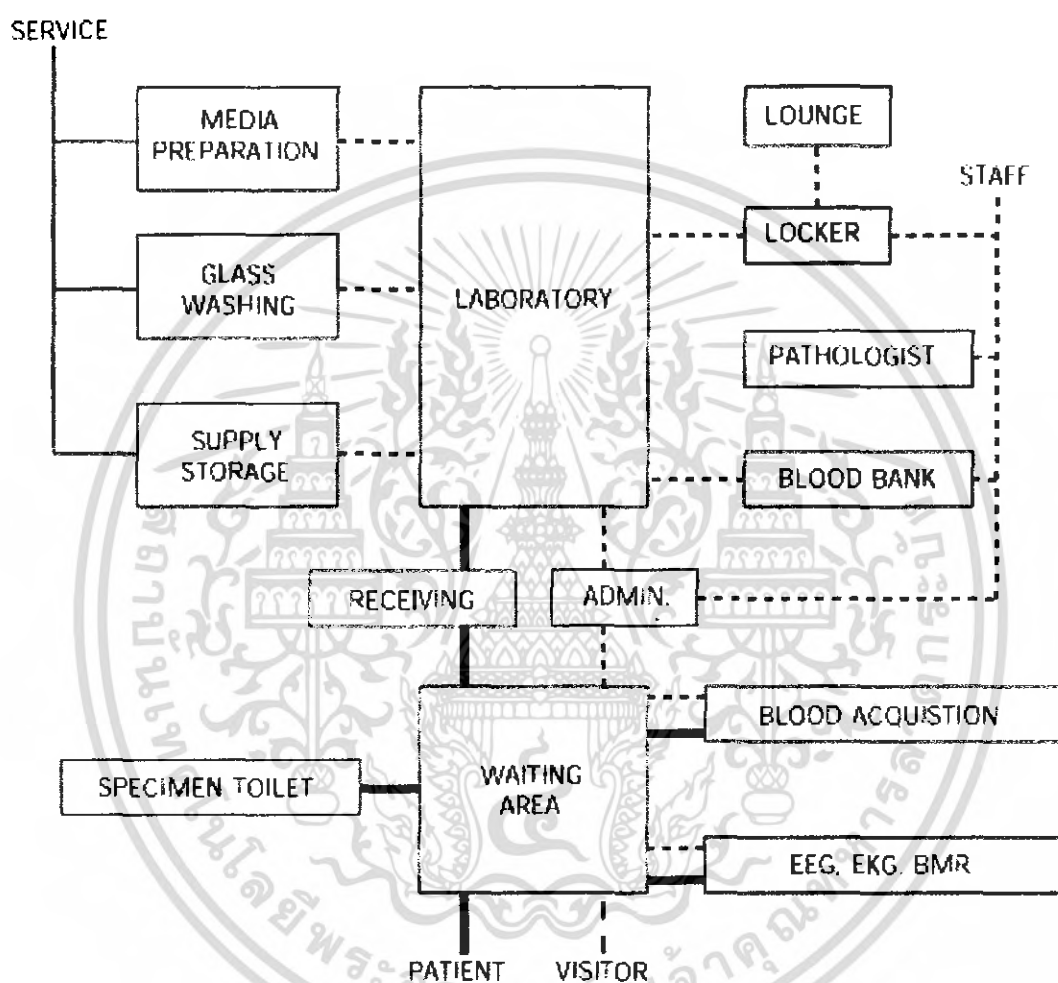 SERVICE
MEDIA
PREPARATION
LOUNGE
STAFF
LOCKER
GLASS
WASHING
LABORATORY
PATHOLOGIST
SUPPLY
STORAGE
BLOOD BANK
RECEIVING
ADMIN.
BLOOD ACQUISTION
SPECIMEN TOILET
WAITING
AREA
EEG, EKG. BMR
PATIENT
VISITOR